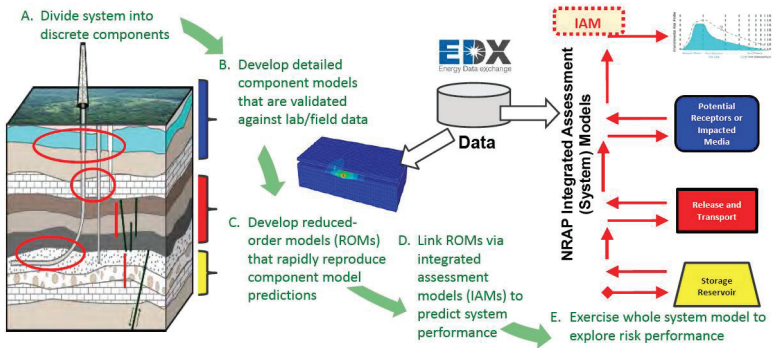 A. Divide system into
discrete components
B. Develop detailed
component models
that are validated
against lab/field data
C. Develop reduced-
order models (ROMs)
that rapidly reproduce
component model
predictions
D. Link ROMs via
integrated
assessment
models (IAMs) to
predict system
performance
E. Exercise whole system model to
explore risk performance
EDX
Energy Data exchange
Data
NRAP Integrated Assessment
(System) Models
IAM
Potential
Receptors or
Impacted
Media
Release and
Transport
Storage
Reservoir